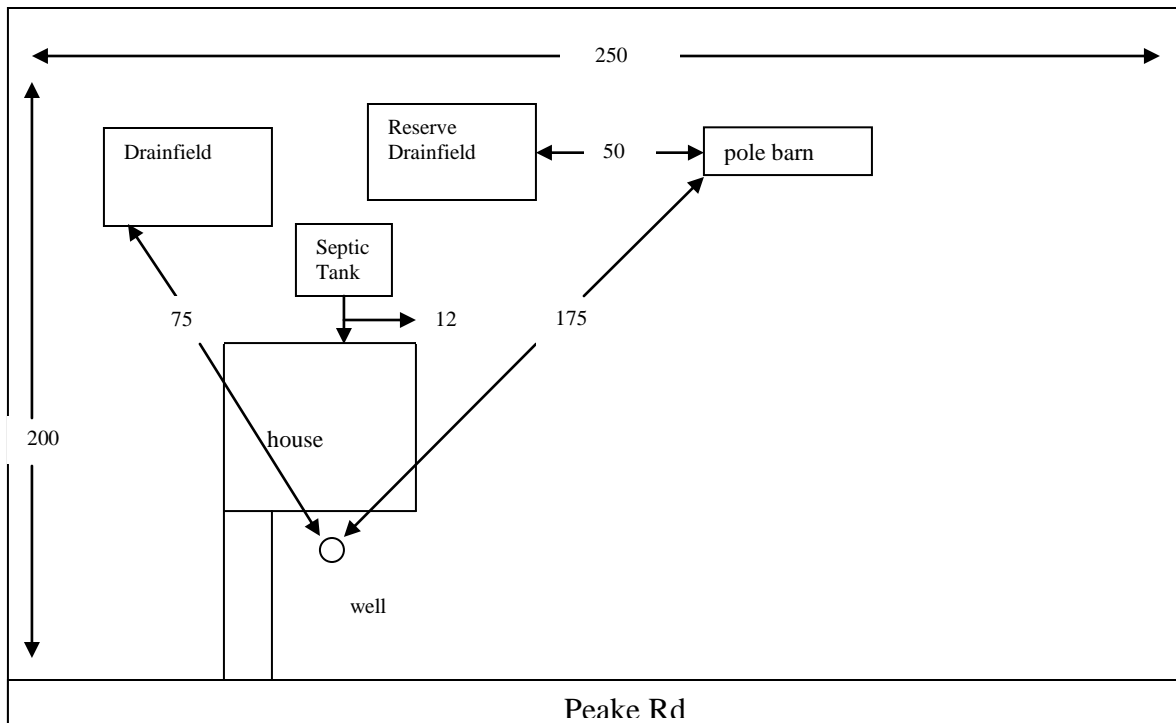 250
Drainfield
Reserve
Drainfield
50
pole barn
Septic
Tank
75
12
175
200
house
well
Peake Rd